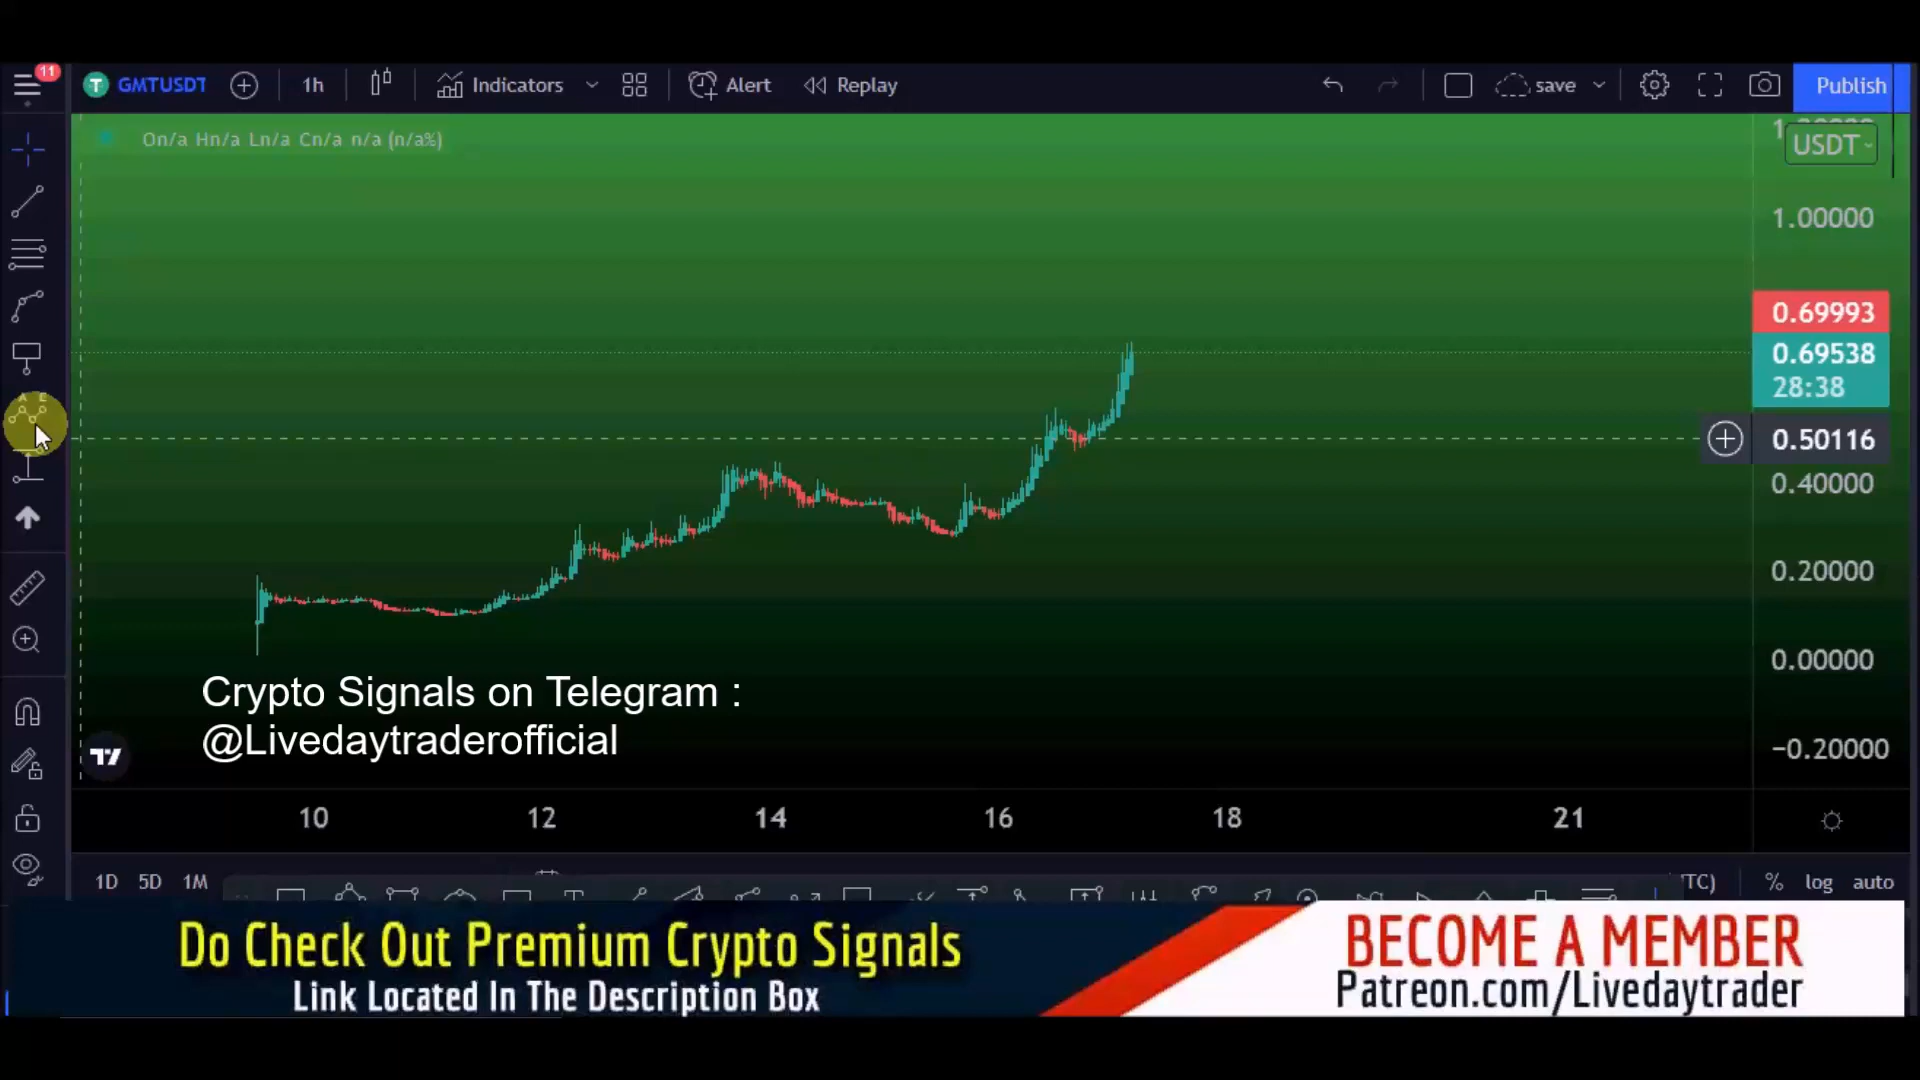 11
GMTUSDT
1h
Indicators
Alert
Replay
save
Publish
On/a Hn/a Ln/a Cn/a n/a (n/a%)
USDT
1.00000
0.69993
0.69538
28:38
0.50116
0.40000
0.20000
0.00000
-0.20000
A E
Crypto Signals on Telegram :
@Livedaytraderofficial
10 12 14 16 18 21
1D 5D 1M
TC) % log auto
Do Check Out Premium Crypto Signals
Link Located In The Description Box
BECOME A MEMBER
Patreon.com/Livedaytrader